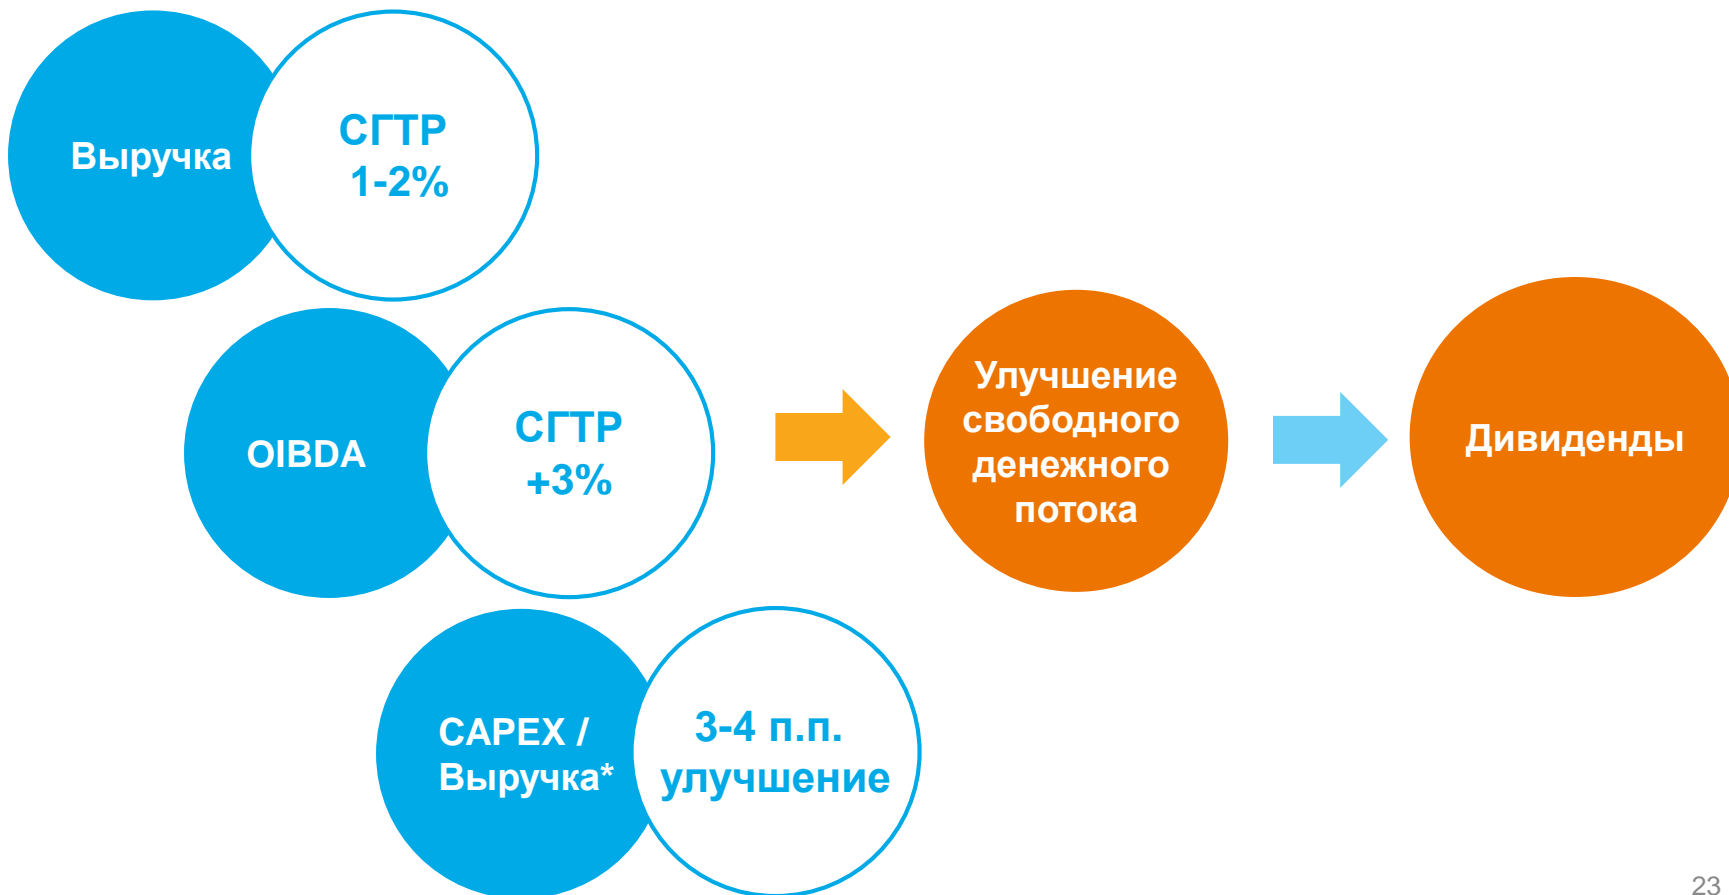 Выручка
СГТР
1-2%
OIBDA
СГТР
+3%
CAPEX /
Выручка*
3-4 п.п.
улучшение
Улучшение
свободного
денежного
потока
Дивиденды
23